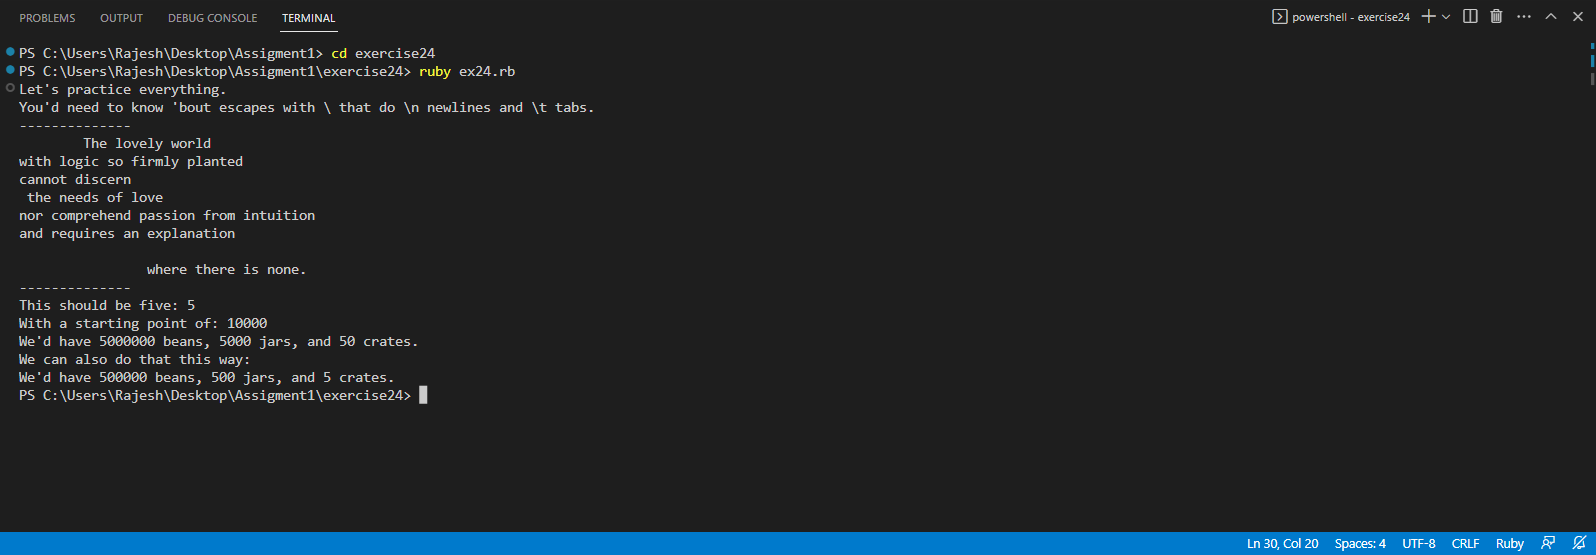 PROBLEMS OUTPUT DEBUG CONSOLE TERMINAL powershell - exercise24
PS C:\Users\Rajesh\Desktop\Assigment1> cd exercise24
PS C:\Users\Rajesh\Desktop\Assigment1\exercise24> ruby ex24.rb
Let's practice everything.
You'd need to know 'bout escapes with \ that do \n newlines and \t tabs.
--------------
        The lovely world
with logic so firmly planted
cannot discern
 the needs of love
nor comprehend passion from intuition
and requires an explanation
                where there is none.
--------------
This should be five: 5
With a starting point of: 10000
We'd have 5000000 beans, 5000 jars, and 50 crates.
We can also do that this way:
We'd have 500000 beans, 500 jars, and 5 crates.
PS C:\Users\Rajesh\Desktop\Assigment1\exercise24>
Ln 30, Col 20 Spaces: 4 UTF-8 CRLF Ruby